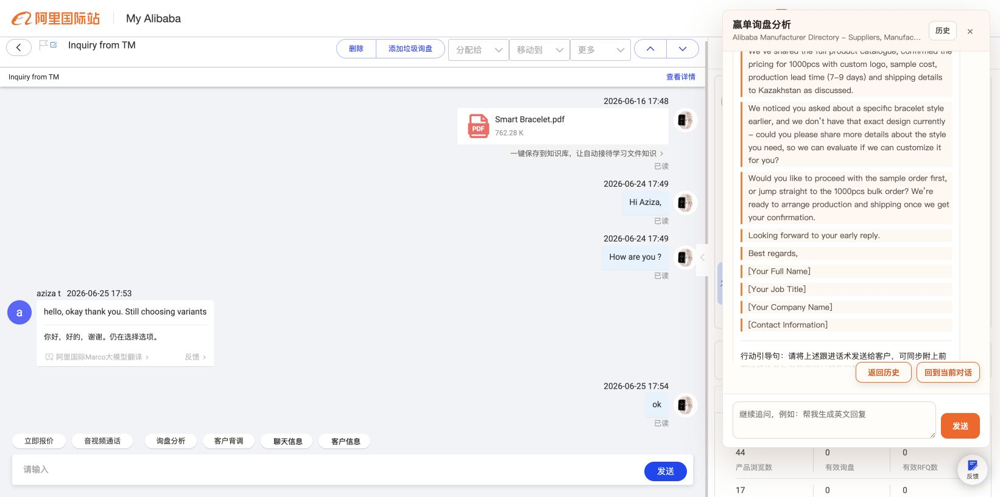 阿里国际站
My Alibaba
Inquiry from TM
删除
添加垃圾询盘
分配给
移动到
更多
Inquiry from TM
查看详情
2026-06-16 17:48
PDF
Smart Bracelet.pdf
762.28 K
一键保存到知识库，让自动接待学习文件知识 >
已读
2026-06-24 17:49
Hi Aziza,
已读
2026-06-24 17:49
How are you ?
已读
aziza t 2026-06-25 17:53
a
hello, okay thank you. Still choosing variants
你好，好的，谢谢。仍在选择选项。
阿里国际Marco大模型翻译 >
反馈 >
2026-06-25 17:54
ok
已读
立即报价
音视频通话
询盘分析
客户背调
聊天信息
客户信息
请输入
发送
赢单询盘分析
Alibaba Manufacturer Directory – Suppliers, Manufac...
历史
×
We've shared the full product catalogue, confirmed the
pricing for 1000pcs with custom logo, sample cost,
production lead time (7–9 days) and shipping details
to Kazakhstan as discussed.
We noticed you asked about a specific bracelet style
earlier, and we don't have that exact design currently
– could you please share more details about the style
you need, so we can evaluate if we can customize it
for you?
Would you like to proceed with the sample order first,
or jump straight to the 1000pcs bulk order? We're
ready to arrange production and shipping once we get
your confirmation.
Looking forward to your early reply.
Best regards,
[Your Full Name]
[Your Job Title]
[Your Company Name]
[Contact Information]
行动引导句：请将上述跟进话术发送给客户，可同步附上前
返回历史
回到当前对话
继续追问，例如：帮我生成英文回复
发送
44
0
0
产品浏览数
有效询盘
有效RFQ数
反馈
17
0
0